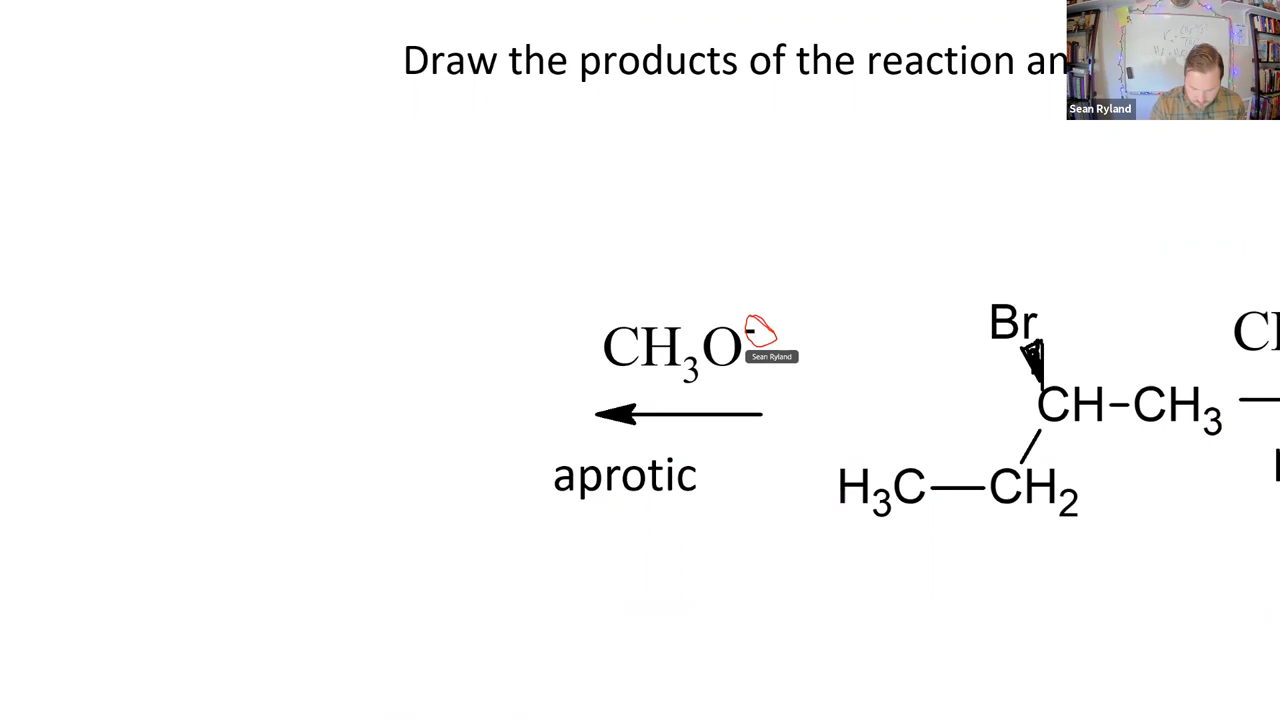 Draw the products of the reaction an
Sean Ryland
CH₃O⁻
Sean Ryland
aprotic
Br
CH–CH₃
H₃C—CH₂